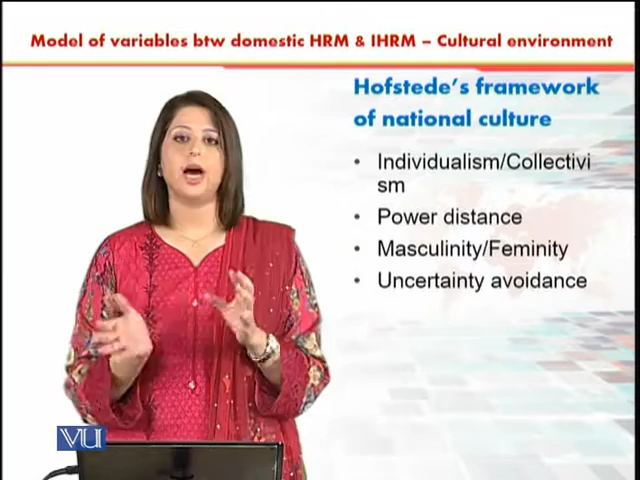 Model of variables btw domestic HRM & IHRM – Cultural environment
Hofstede's framework
of national culture
• Individualism/Collectivi
sm
• Power distance
• Masculinity/Feminity
• Uncertainty avoidance
VU